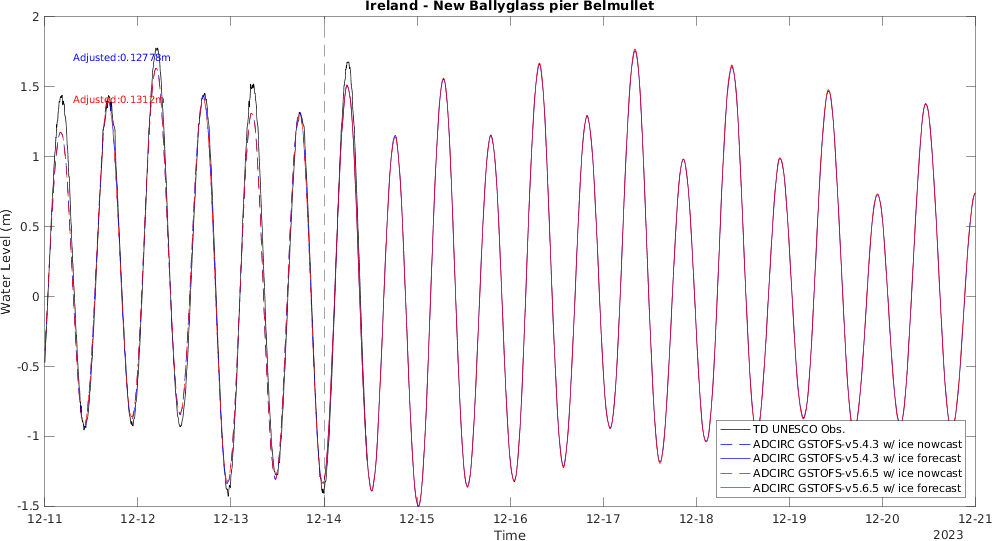 Ireland - New Ballyglass pier Belmullet
Adjusted:0.12778m
Adjusted:0.1312m
Water Level (m)
2
1.5
1
0.5
0
-0.5
-1
-1.5
12-11 12-12 12-13 12-14 12-15 12-16 12-17 12-18 12-19 12-20 12-21
2023
Time
TD UNESCO Obs.
ADCIRC GSTOFS-v5.4.3 w/ ice nowcast
ADCIRC GSTOFS-v5.4.3 w/ ice forecast
ADCIRC GSTOFS-v5.6.5 w/ ice nowcast
ADCIRC GSTOFS-v5.6.5 w/ ice forecast